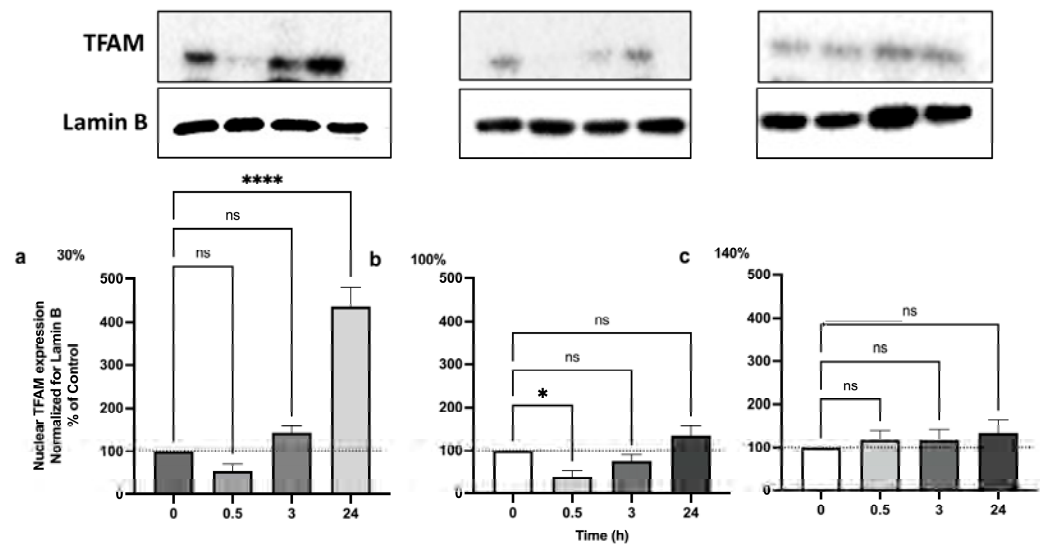 TFAM
Lamin B
a
30%
****
ns
ns
Nuclear TFAM expression
Normalized for Lamin B
% of Control
500
400
300
200
100
0
0
0.5
3
24
b
100%
ns
ns
*
500
400
300
200
100
0
0
0.5
3
24
Time (h)
c
140%
ns
ns
ns
500
400
300
200
100
0
0
0.5
3
24